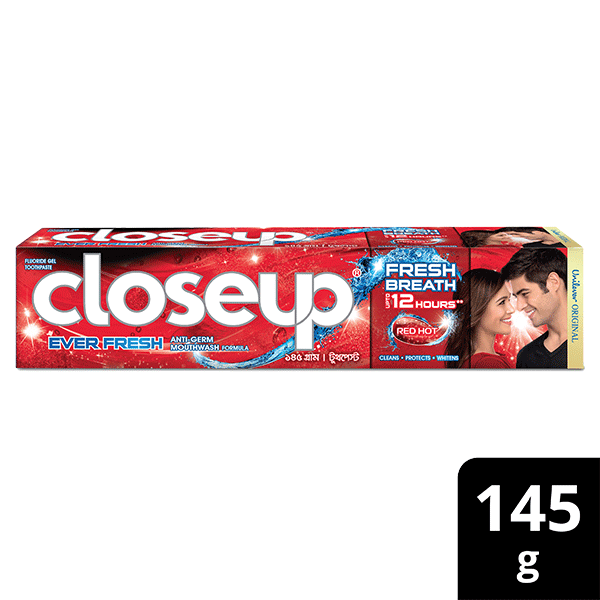 closeup
FLUORIDE GEL
TOOTHPASTE
closeup®
EVER FRESH
ANTI-GERM
MOUTHWASH FORMULA
১৪৫ গ্রাম | টুথপেস্ট
FRESH
BREATH
UPTO 12 HOURS**
RED HOT
CLEANS • PROTECTS • WHITENS
Unilever ORIGINAL
145
g